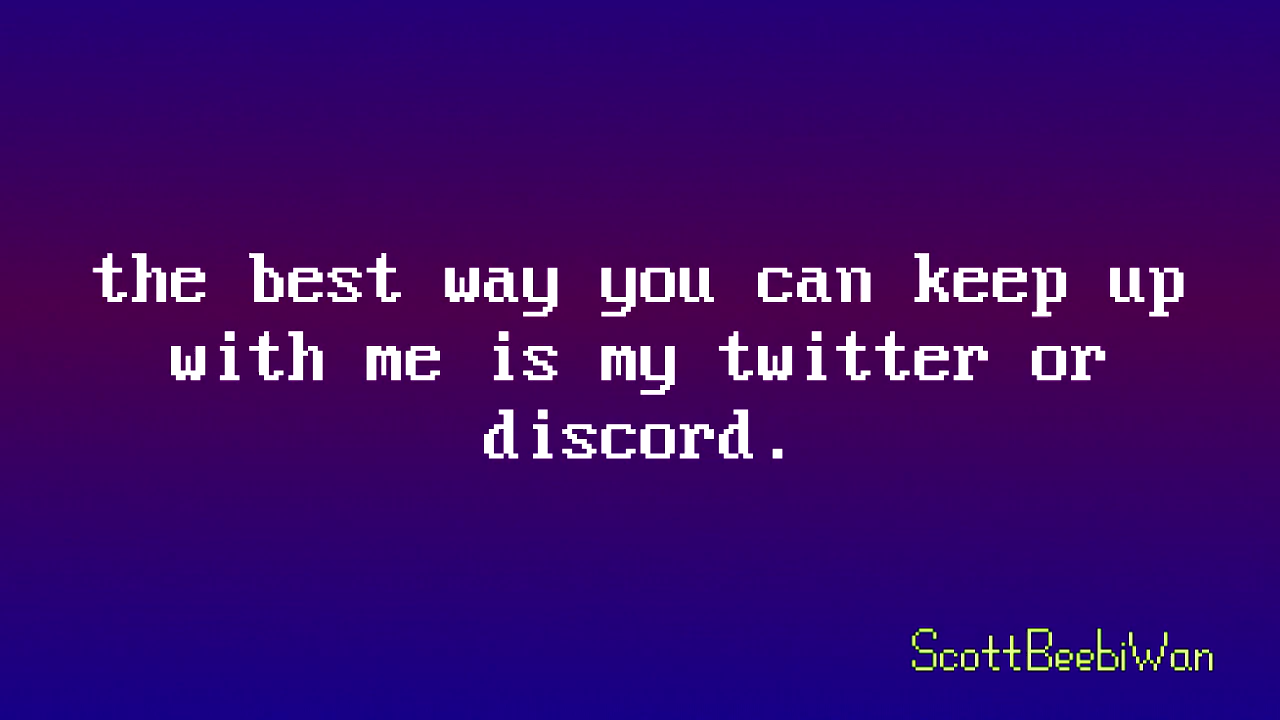 the best way you can keep up
with me is my twitter or
discord.
ScottBeebiWan